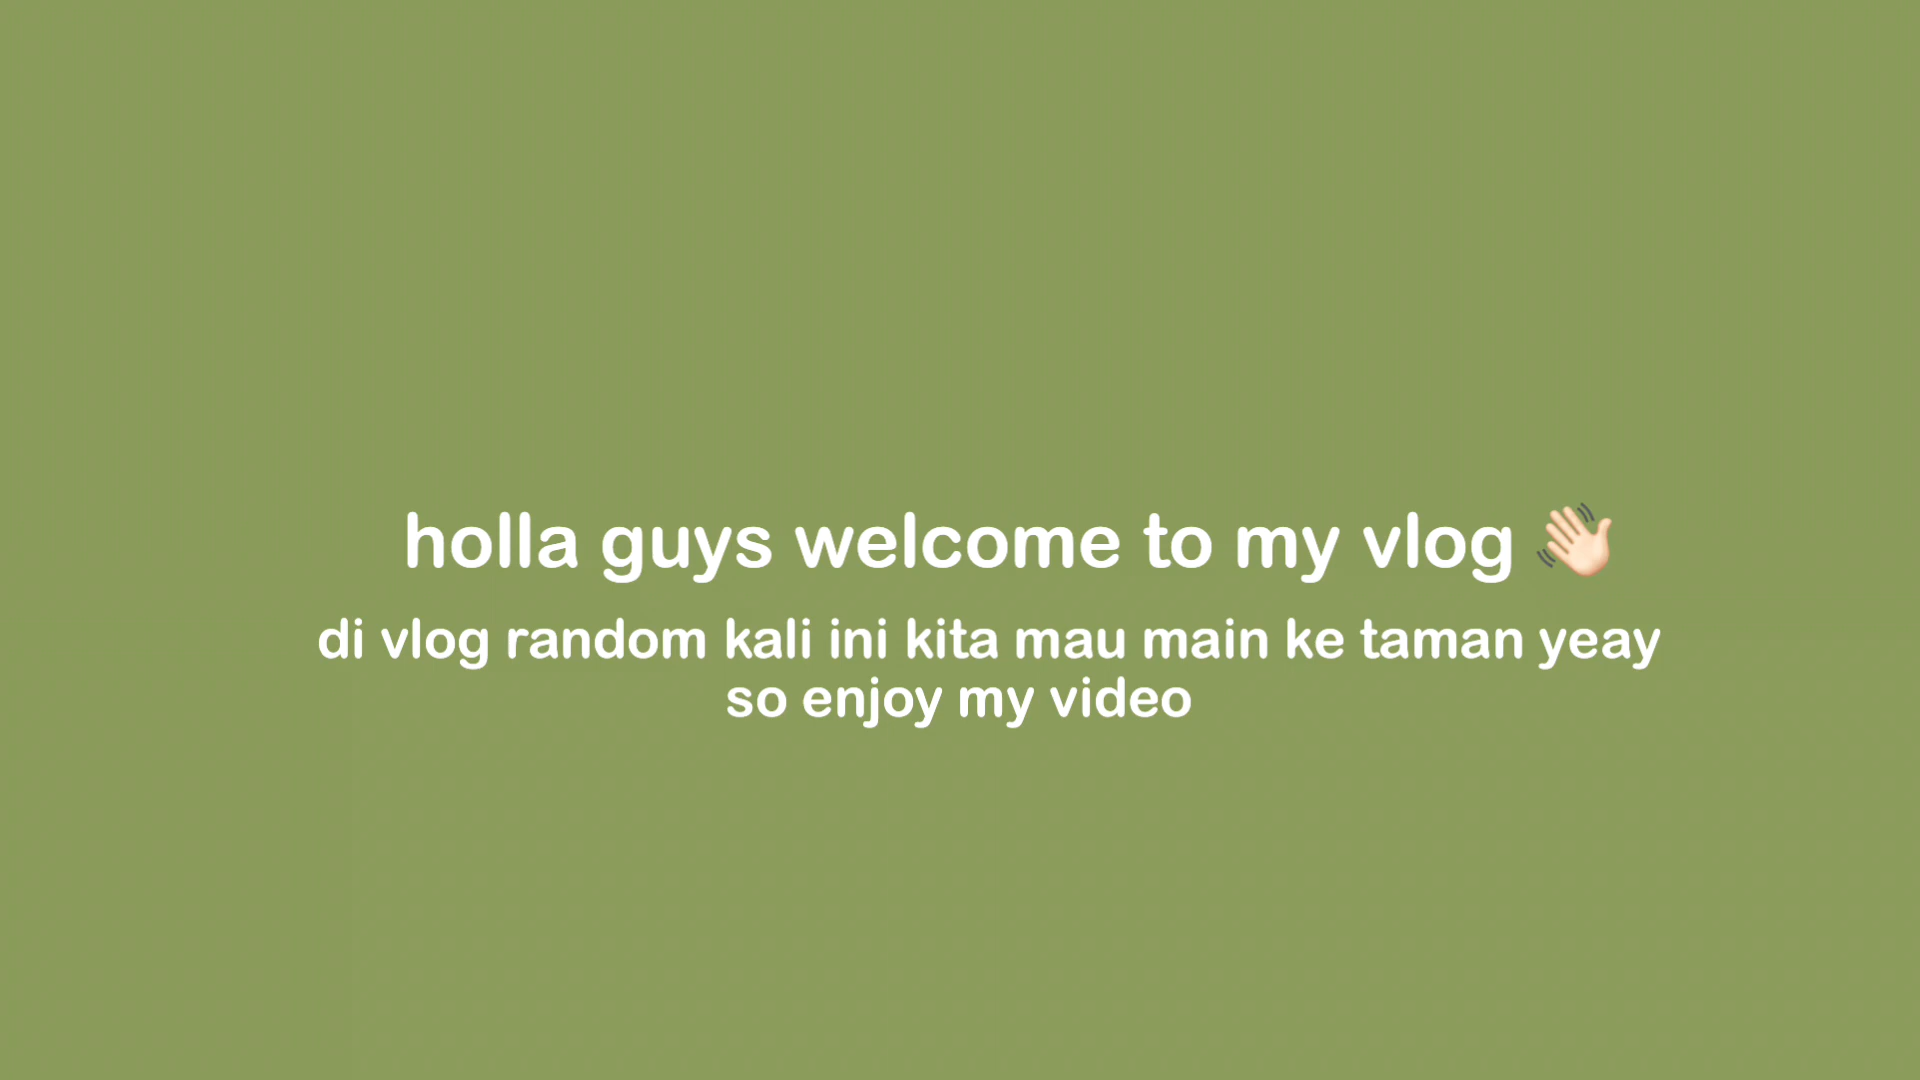 holla guys welcome to my vlog 👋🏻
di vlog random kali ini kita mau main ke taman yeay
so enjoy my video